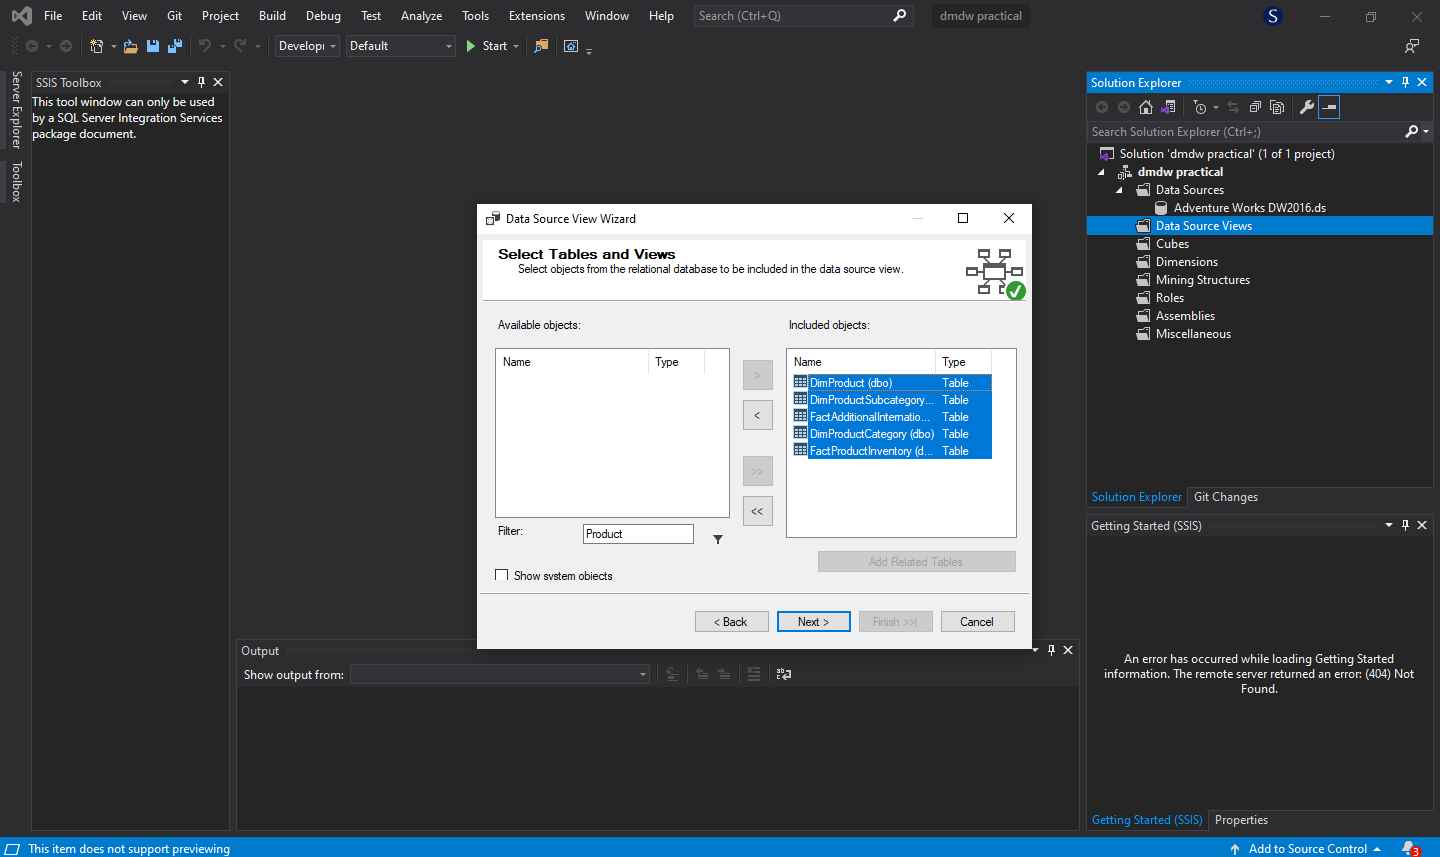 File Edit View Git Project Build Debug Test Analyze Tools Extensions Window Help Search (Ctrl+Q) dmdw practical S
Developı Default Start
Server Explorer
Toolbox
SSIS Toolbox
This tool window can only be used
by a SQL Server Integration Services
package document.
Data Source View Wizard
Select Tables and Views
Select objects from the relational database to be included in the data source view.
Available objects:
Name Type
Filter: Product
Show system objects
>
<
>>
<<
Included objects:
Name Type
DimProduct (dbo) Table
DimProductSubcategory... Table
FactAdditionalInternatio... Table
DimProductCategory (dbo) Table
FactProductInventory (d... Table
Add Related Tables
< Back Next > Finish >>| Cancel
Output
Show output from:
Solution Explorer
Search Solution Explorer (Ctrl+;)
Solution 'dmdw practical' (1 of 1 project)
dmdw practical
Data Sources
Adventure Works DW2016.ds
Data Source Views
Cubes
Dimensions
Mining Structures
Roles
Assemblies
Miscellaneous
Solution Explorer Git Changes
Getting Started (SSIS)
An error has occurred while loading Getting Started
information. The remote server returned an error: (404) Not
Found.
Getting Started (SSIS) Properties
This item does not support previewing Add to Source Control 3